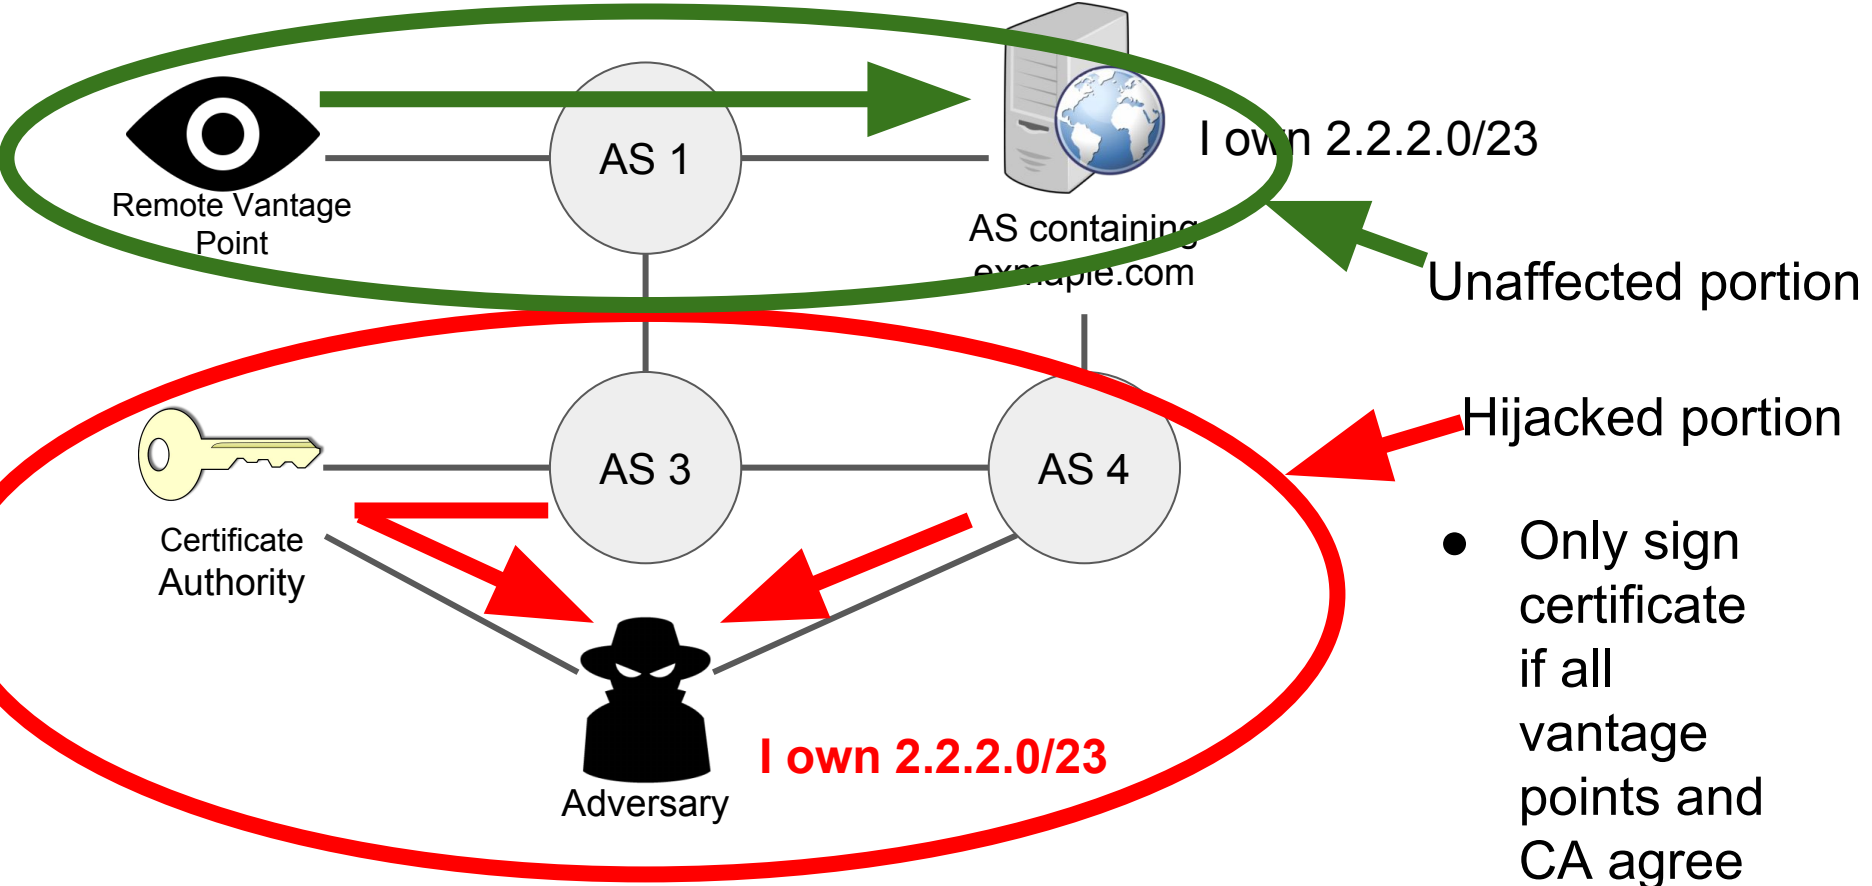 AS 1
I own 2.2.2.0/23
Remote Vantage
Point
AS containing
exmaple.com
Unaffected portion
Hijacked portion
AS 3
AS 4
Certificate
Authority
Only sign
certificate
if all
vantage
points and
CA agree
I own 2.2.2.0/23
Adversary